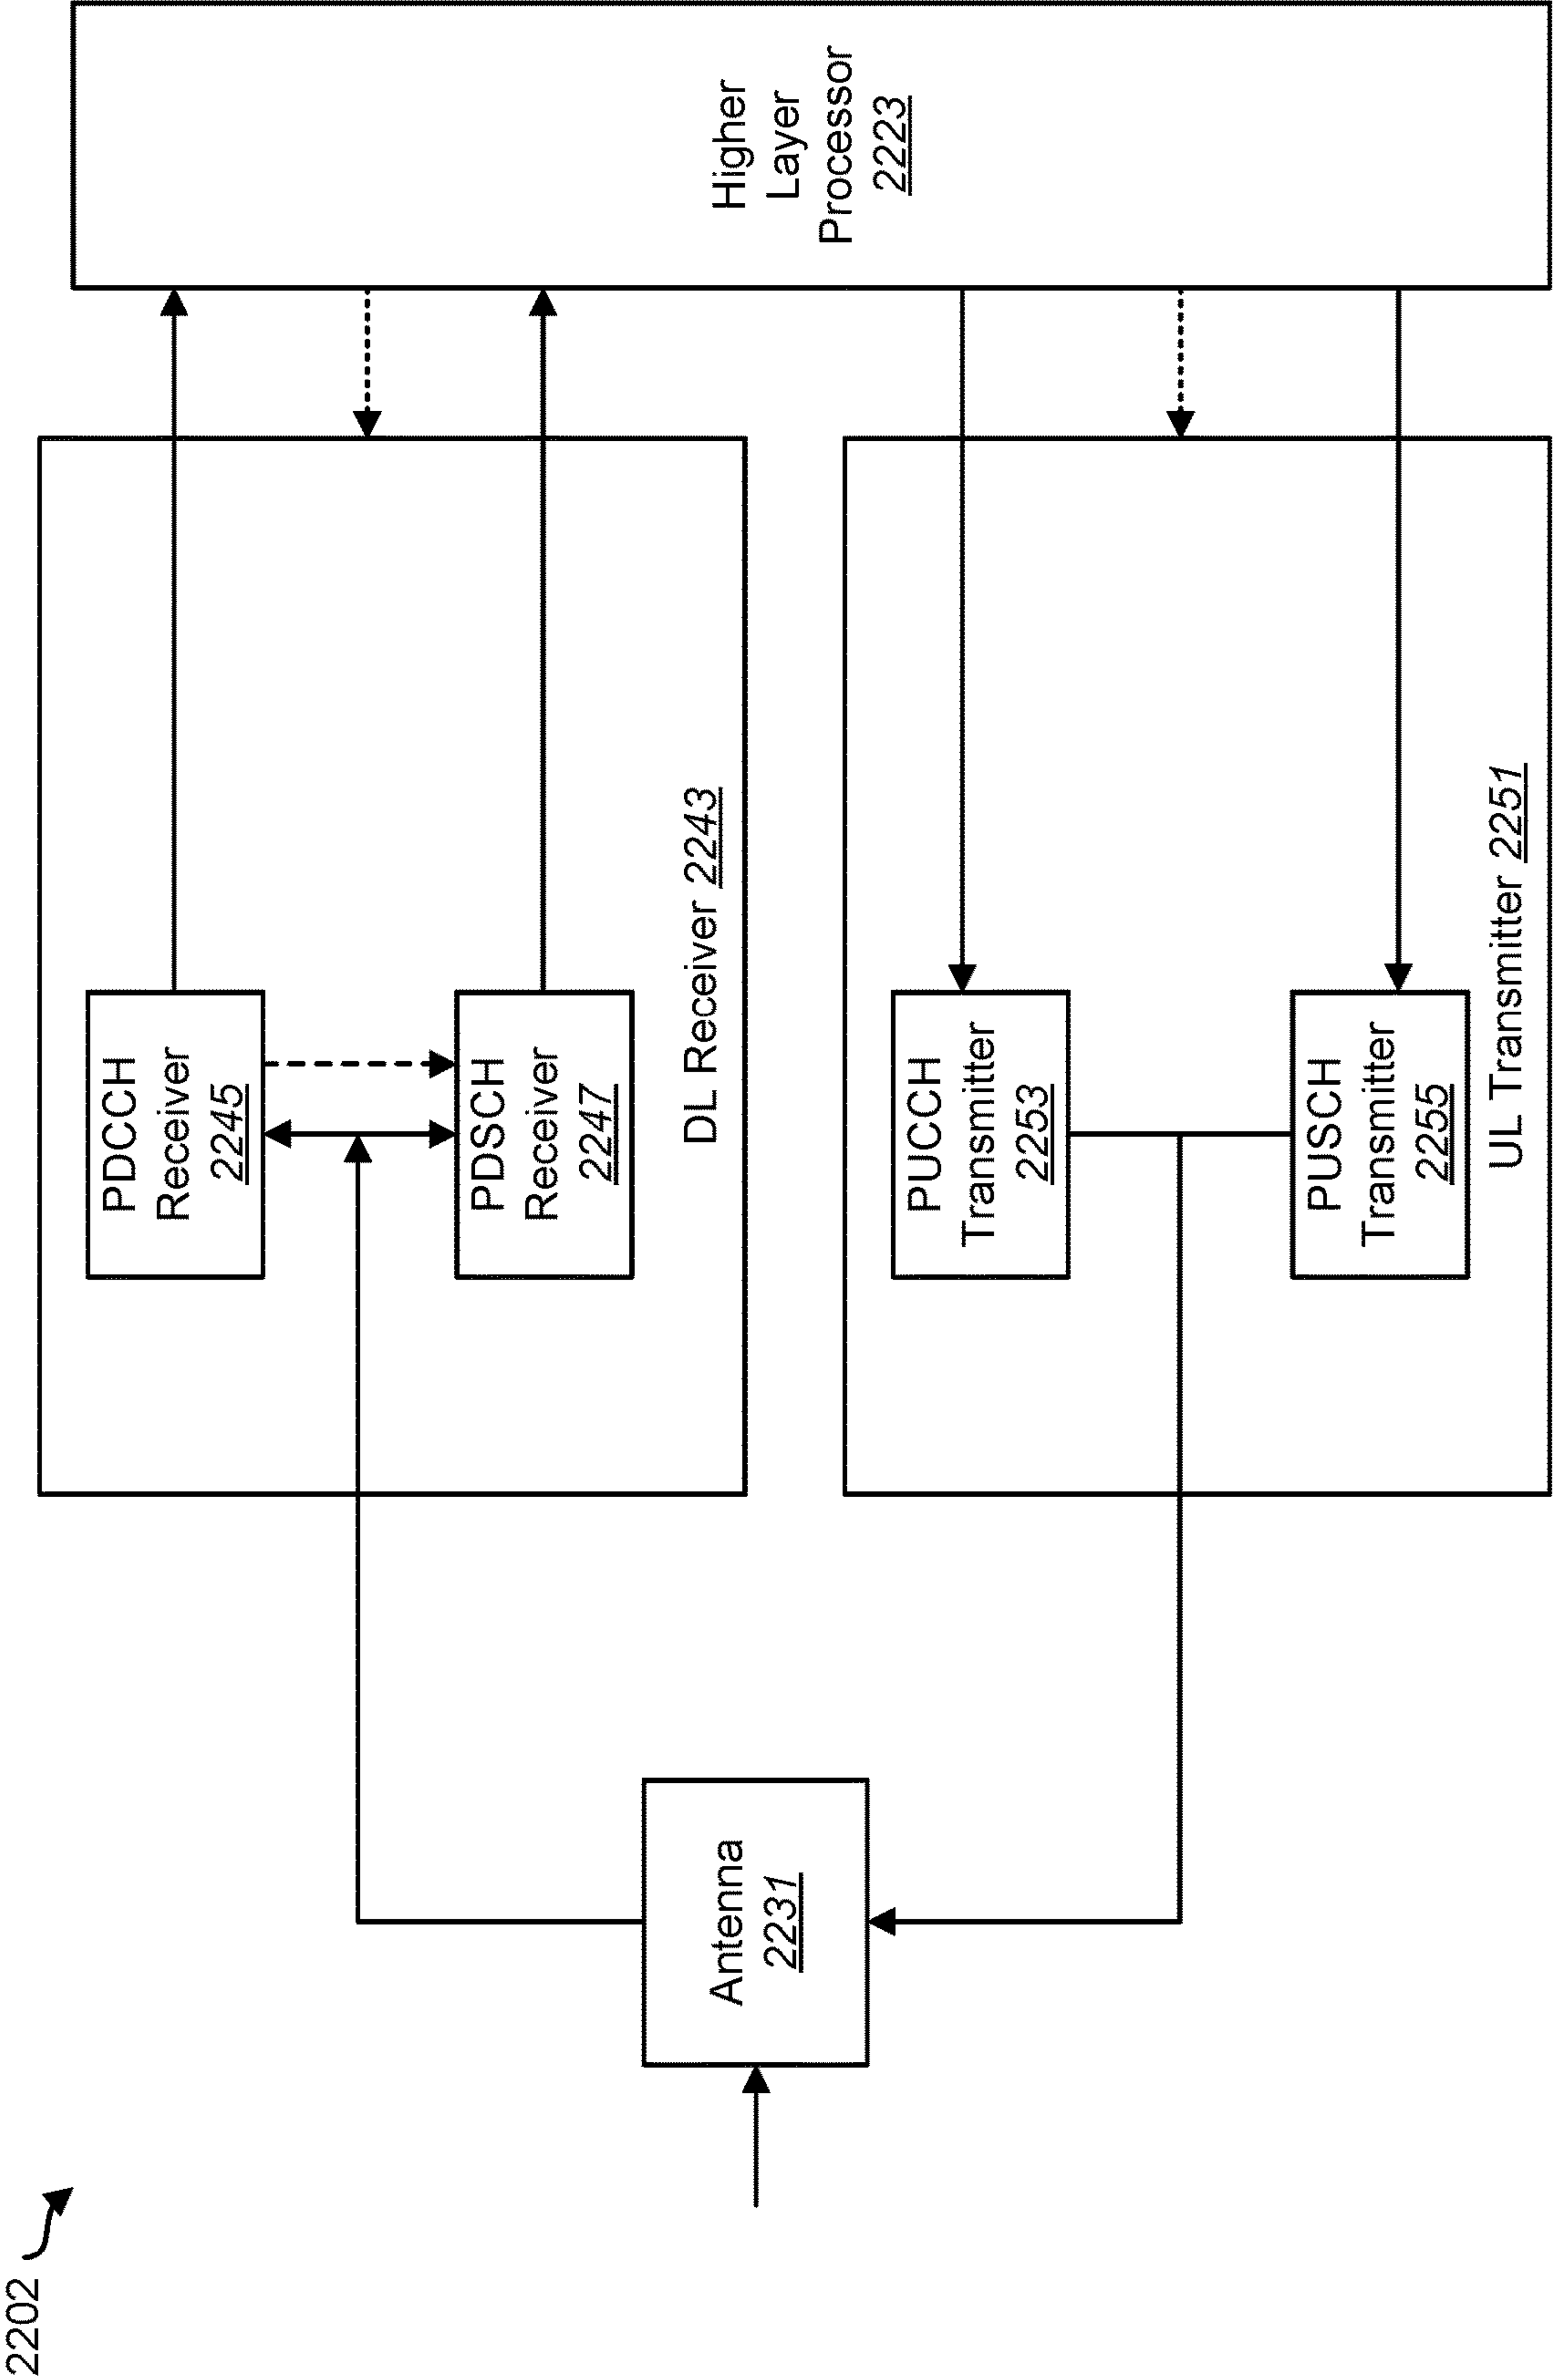 2202
Antenna
2231
PDCCH
Receiver
2245
PDSCH
Receiver
2247
DL Receiver 2243
PUCCH
Transmitter
2253
PUSCH
Transmitter
2255
UL Transmitter 2251
Higher
Layer
Processor
2223